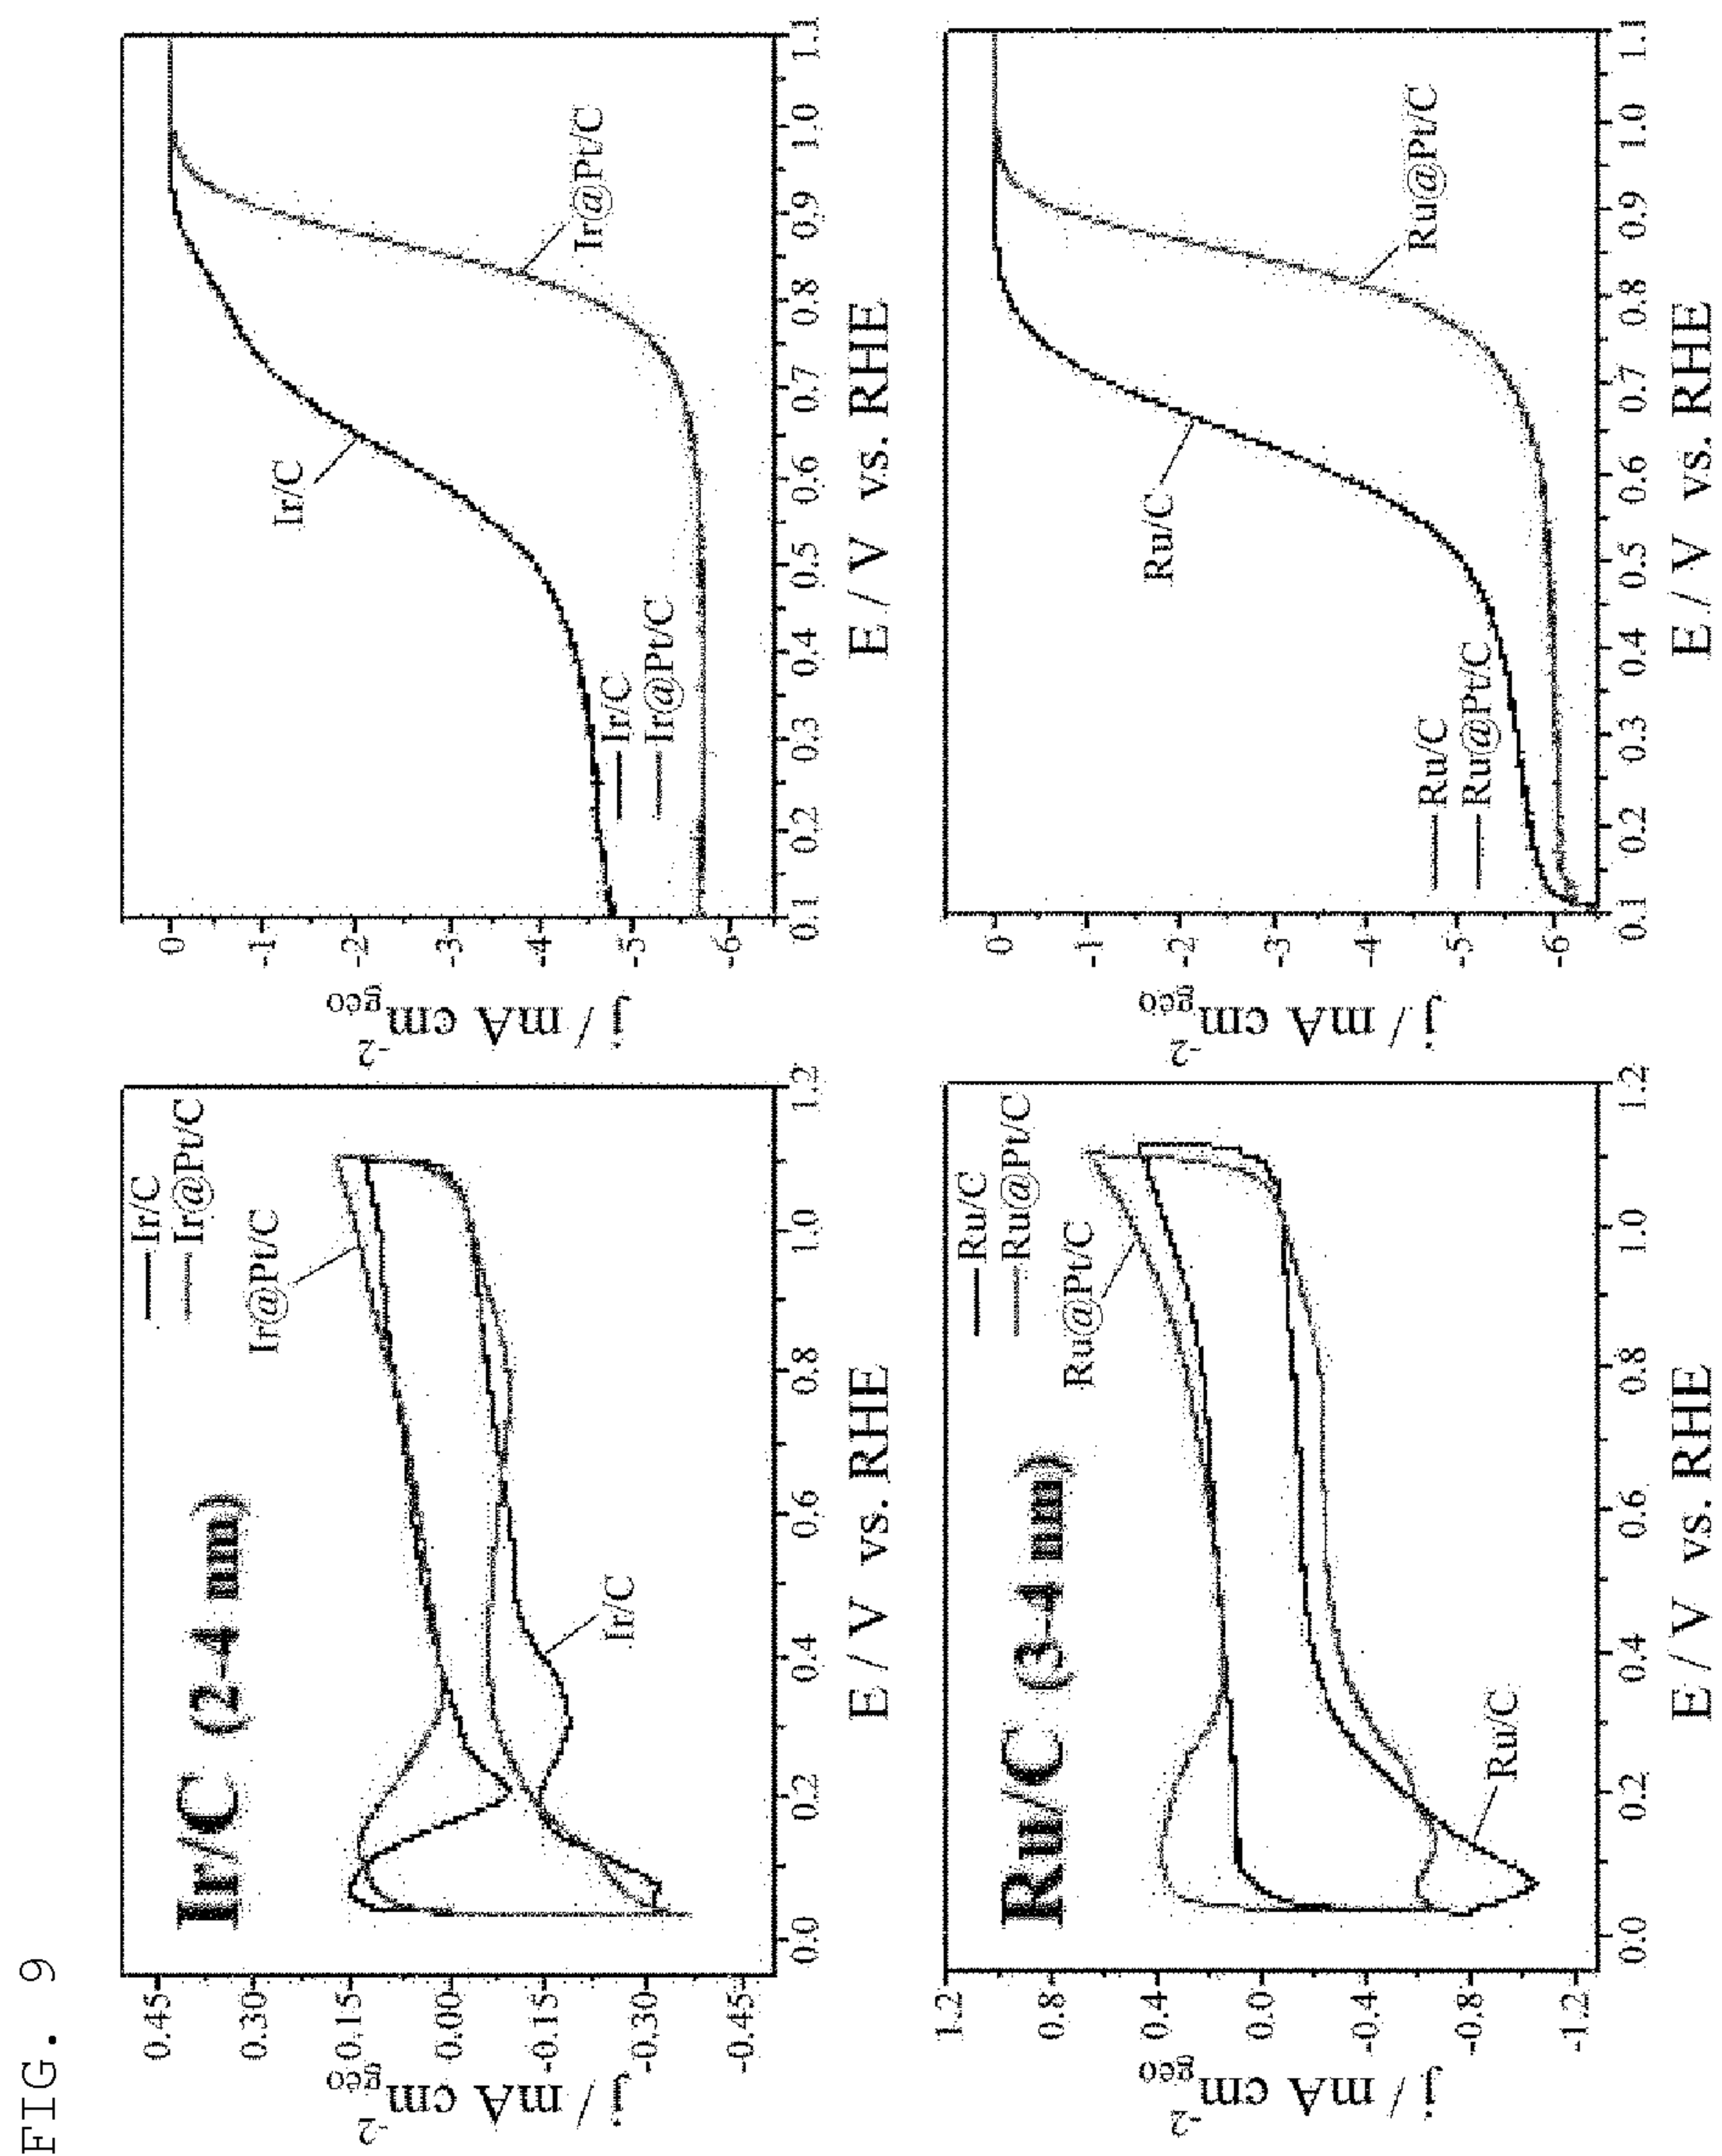 FIG. 9
Ir/C (2-4 nm)
Ir/C
Ir@Pt/C
Ir@Pt/C
Ir/C
0.45
0.30
0.15
0.00
-0.15
-0.30
-0.45
j / mA cm-2geo
0.0 0.2 0.4 0.6 0.8 1.0 1.2
E / V vs. RHE
Ir/C
Ir@Pt/C
Ir/C
Ir@Pt/C
0
-1
-2
-3
-4
-5
-6
j / mA cm-2geo
0.1 0.2 0.3 0.4 0.5 0.6 0.7 0.8 0.9 1.0 1.1
E / V vs. RHE
Ru/C (3-4 nm)
Ru/C
Ru@Pt/C
Ru@Pt/C
Ru/C
1.2
0.8
0.4
0.0
-0.4
-0.8
-1.2
j / mA cm-2geo
0.0 0.2 0.4 0.6 0.8 1.0 1.2
E / V vs. RHE
Ru/C
Ru@Pt/C
Ru/C
Ru@Pt/C
0
-1
-2
-3
-4
-5
-6
j / mA cm-2geo
0.1 0.2 0.3 0.4 0.5 0.6 0.7 0.8 0.9 1.0 1.1
E / V vs. RHE